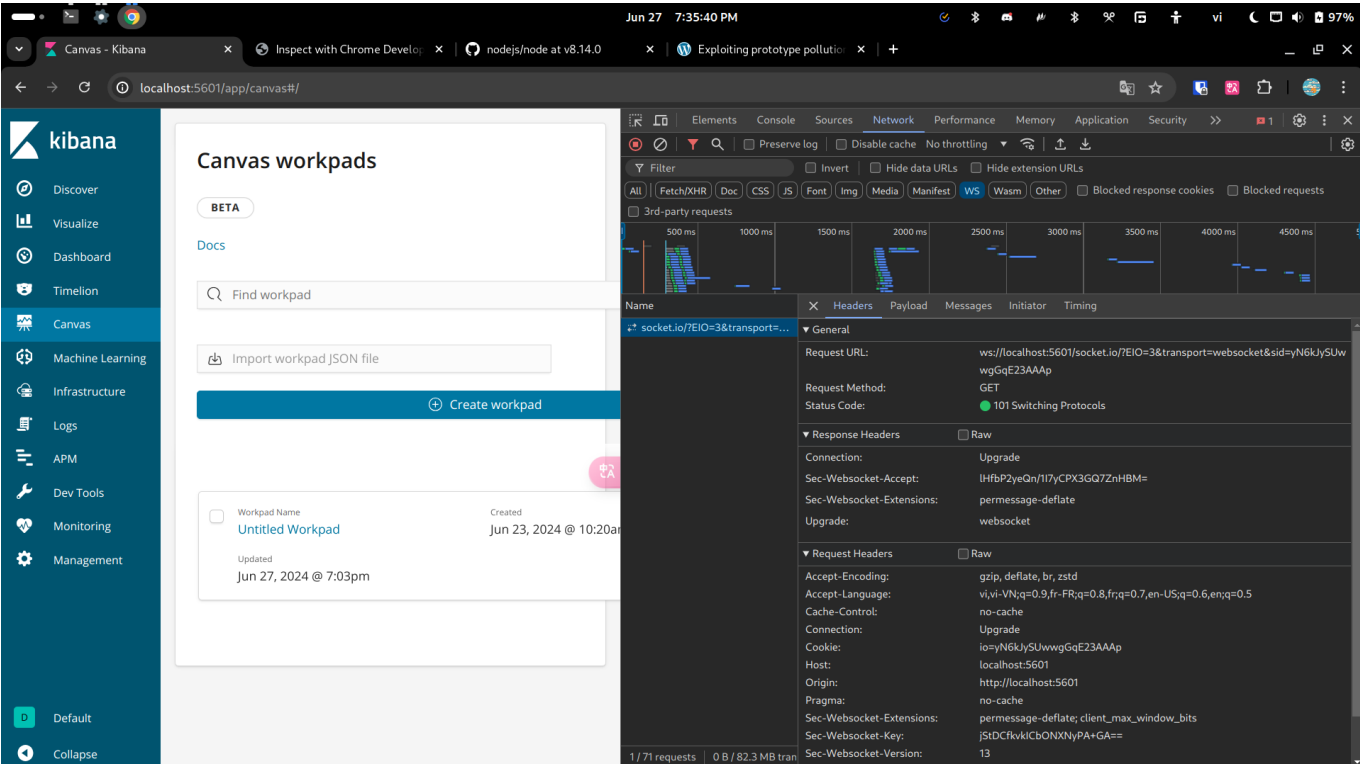 Jun 27 7:35:40 PM
vi
97%
Canvas - Kibana
Inspect with Chrome Develop
nodejs/node at v8.14.0
Exploiting prototype pollution
localhost:5601/app/canvas#/
kibana
Discover
Visualize
Dashboard
Timelion
Canvas
Machine Learning
Infrastructure
Logs
APM
Dev Tools
Monitoring
Management
D
Default
Collapse
Canvas workpads
BETA
Docs
Find workpad
Import workpad JSON file
Create workpad
Workpad Name
Untitled Workpad
Created
Jun 23, 2024 @ 10:20am
Updated
Jun 27, 2024 @ 7:03pm
Elements Console Sources Network Performance Memory Application Security 1
Preserve log Disable cache No throttling
Filter Invert Hide data URLs Hide extension URLs
All Fetch/XHR Doc CSS JS Font Img Media Manifest WS Wasm Other Blocked response cookies Blocked requests
3rd-party requests
500 ms 1000 ms 1500 ms 2000 ms 2500 ms 3000 ms 3500 ms 4000 ms 4500 ms
Name
socket.io/?EIO=3&transport=...
Headers Payload Messages Initiator Timing
General
Request URL: ws://localhost:5601/socket.io/?EIO=3&transport=websocket&sid=yN6kJySUw
wgGqE23AAAp
Request Method: GET
Status Code: 101 Switching Protocols
Response Headers Raw
Connection: Upgrade
Sec-Websocket-Accept: lHfbP2yeQn/1I7yCPX3GQ7ZnHBM=
Sec-Websocket-Extensions: permessage-deflate
Upgrade: websocket
Request Headers Raw
Accept-Encoding: gzip, deflate, br, zstd
Accept-Language: vi,vi-VN;q=0.9,fr-FR;q=0.8,fr;q=0.7,en-US;q=0.6,en;q=0.5
Cache-Control: no-cache
Connection: Upgrade
Cookie: io=yN6kJySUwwgGqE23AAAp
Host: localhost:5601
Origin: http://localhost:5601
Pragma: no-cache
Sec-Websocket-Extensions: permessage-deflate; client_max_window_bits
Sec-Websocket-Key: jStDCfkvkICbONXNyPA+GA==
Sec-Websocket-Version: 13
1 / 71 requests 0 B / 82.3 MB tran